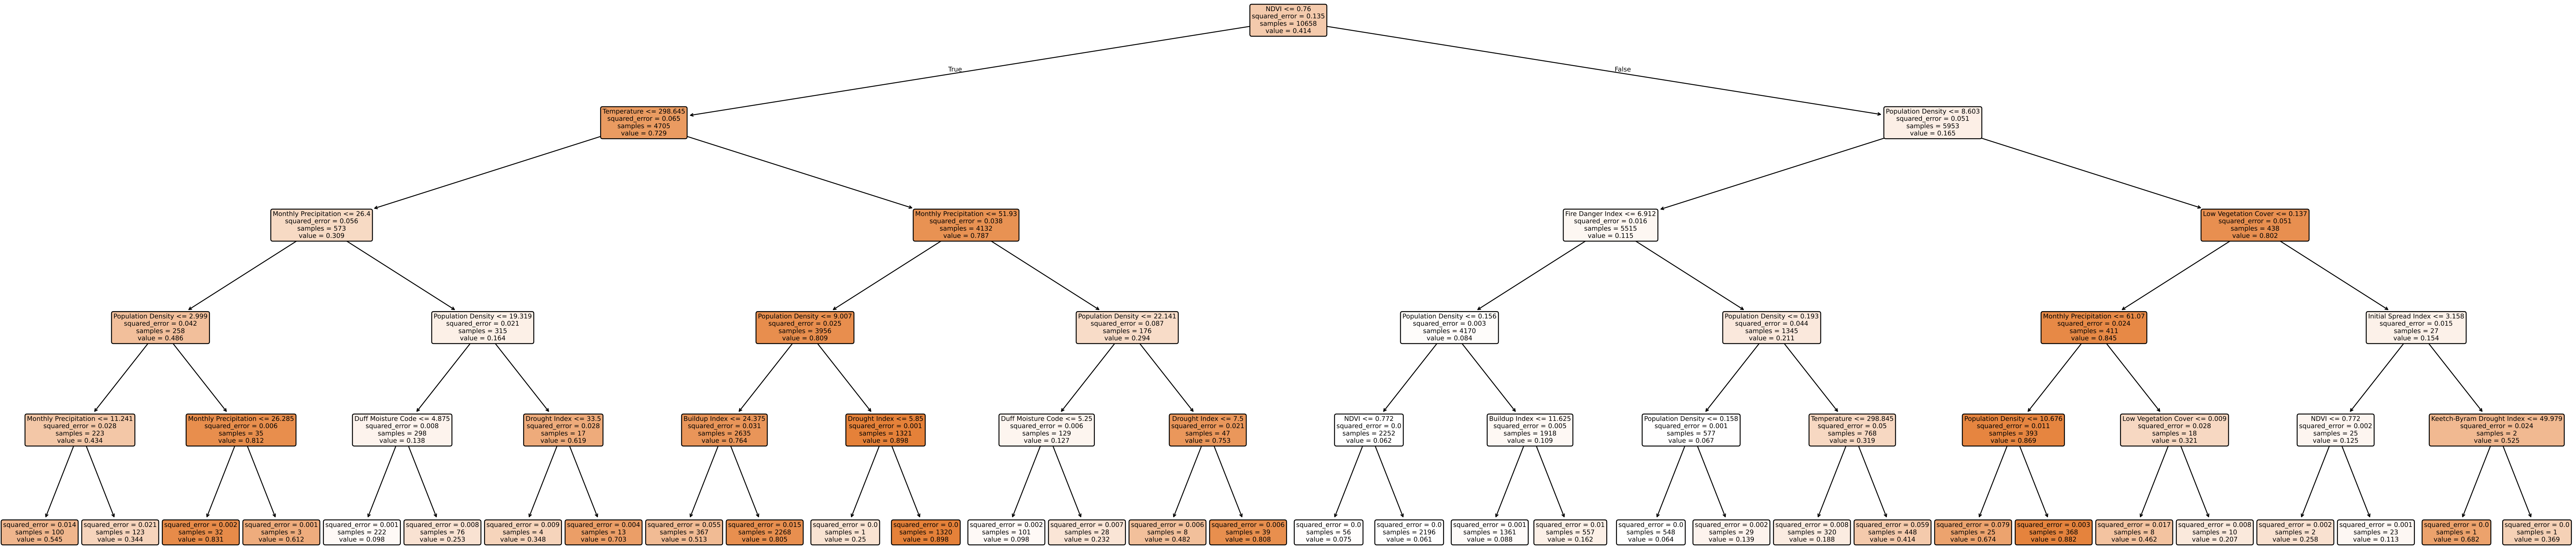 NDVI <= 0.76
squared_error = 0.135
samples = 10658
value = 0.414
True
False
Temperature <= 298.645
squared_error = 0.065
samples = 4705
value = 0.729
Population Density <= 8.603
squared_error = 0.051
samples = 5953
value = 0.165
Monthly Precipitation <= 26.4
squared_error = 0.056
samples = 573
value = 0.309
Monthly Precipitation <= 51.93
squared_error = 0.038
samples = 4132
value = 0.787
Fire Danger Index <= 6.912
squared_error = 0.016
samples = 5515
value = 0.115
Low Vegetation Cover <= 0.137
squared_error = 0.051
samples = 438
value = 0.802
Population Density <= 2.999
squared_error = 0.042
samples = 258
value = 0.486
Population Density <= 19.319
squared_error = 0.021
samples = 315
value = 0.164
Population Density <= 9.007
squared_error = 0.025
samples = 3956
value = 0.809
Population Density <= 22.141
squared_error = 0.087
samples = 176
value = 0.294
Population Density <= 0.156
squared_error = 0.003
samples = 4170
value = 0.084
Population Density <= 0.193
squared_error = 0.044
samples = 1345
value = 0.211
Monthly Precipitation <= 61.07
squared_error = 0.024
samples = 411
value = 0.845
Initial Spread Index <= 3.158
squared_error = 0.015
samples = 27
value = 0.154
Monthly Precipitation <= 11.241
squared_error = 0.028
samples = 223
value = 0.434
Monthly Precipitation <= 26.285
squared_error = 0.006
samples = 35
value = 0.812
Duff Moisture Code <= 4.875
squared_error = 0.008
samples = 298
value = 0.138
Drought Index <= 33.5
squared_error = 0.028
samples = 17
value = 0.619
Buildup Index <= 24.375
squared_error = 0.031
samples = 2635
value = 0.764
Drought Index <= 5.85
squared_error = 0.001
samples = 1321
value = 0.898
Duff Moisture Code <= 5.25
squared_error = 0.006
samples = 129
value = 0.127
Drought Index <= 7.5
squared_error = 0.021
samples = 47
value = 0.753
NDVI <= 0.772
squared_error = 0.0
samples = 2252
value = 0.062
Buildup Index <= 11.625
squared_error = 0.005
samples = 1918
value = 0.109
Population Density <= 0.158
squared_error = 0.001
samples = 577
value = 0.067
Temperature <= 298.845
squared_error = 0.05
samples = 768
value = 0.319
Population Density <= 10.676
squared_error = 0.011
samples = 393
value = 0.869
Low Vegetation Cover <= 0.009
squared_error = 0.028
samples = 18
value = 0.321
NDVI <= 0.772
squared_error = 0.002
samples = 25
value = 0.125
Keetch-Byram Drought Index <= 49.979
squared_error = 0.024
samples = 2
value = 0.525
squared_error = 0.014
samples = 100
value = 0.545
squared_error = 0.021
samples = 123
value = 0.344
squared_error = 0.002
samples = 32
value = 0.831
squared_error = 0.001
samples = 3
value = 0.612
squared_error = 0.001
samples = 222
value = 0.098
squared_error = 0.008
samples = 76
value = 0.253
squared_error = 0.009
samples = 4
value = 0.348
squared_error = 0.004
samples = 13
value = 0.703
squared_error = 0.055
samples = 367
value = 0.513
squared_error = 0.015
samples = 2268
value = 0.805
squared_error = 0.0
samples = 1
value = 0.25
squared_error = 0.0
samples = 1320
value = 0.898
squared_error = 0.002
samples = 101
value = 0.098
squared_error = 0.007
samples = 28
value = 0.232
squared_error = 0.006
samples = 8
value = 0.482
squared_error = 0.006
samples = 39
value = 0.808
squared_error = 0.0
samples = 56
value = 0.075
squared_error = 0.0
samples = 2196
value = 0.061
squared_error = 0.001
samples = 1361
value = 0.088
squared_error = 0.01
samples = 557
value = 0.162
squared_error = 0.0
samples = 548
value = 0.064
squared_error = 0.002
samples = 29
value = 0.139
squared_error = 0.008
samples = 320
value = 0.188
squared_error = 0.059
samples = 448
value = 0.414
squared_error = 0.079
samples = 25
value = 0.674
squared_error = 0.003
samples = 368
value = 0.882
squared_error = 0.017
samples = 8
value = 0.462
squared_error = 0.008
samples = 10
value = 0.207
squared_error = 0.002
samples = 2
value = 0.258
squared_error = 0.001
samples = 23
value = 0.113
squared_error = 0.0
samples = 1
value = 0.682
squared_error = 0.0
samples = 1
value = 0.369